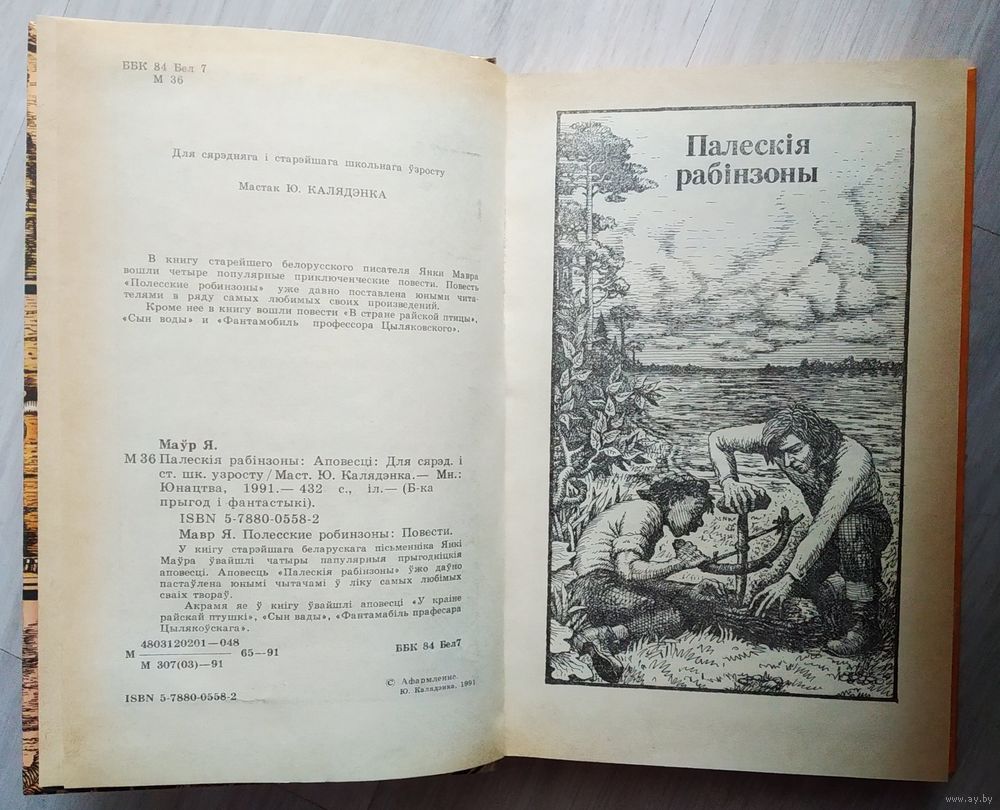 ББК 84 Бел 7
М 36
Для сярэдняга і старэйшага школьнага ўзросту
Мастак Ю. КАЛЯДЭНКА
В книгу старейшего белорусского писателя Янки Мавра
вошли четыре популярные приключенческие повести. Повесть
«Полесские робинзоны» уже давно поставлена юными чита-
телями в ряду самых любимых своих произведений.
Кроме нее в книгу вошли повести «В стране райской птицы»,
«Сын воды» и «Фантамобиль профессора Цыляковского».
Маўр Я.
М 36 Палескія рабінзоны: Аповесці: Для сярэд. і
ст. шк. узросту / Маст. Ю. Калядэнка.— Мн.:
Юнацтва, 1991.— 432 с., іл.— (Б-ка
прыгод і фантастыкі).
ISBN 5-7880-0558-2
Мавр Я. Полесские робинзоны: Повести.
У кнігу старэйшага беларускага пісьменніка Янкі
Маўра ўвайшлі чатыры папулярныя прыгодніцкія
аповесці. Аповесць «Палескія рабінзоны» ўжо даўно
пастаўлена юнымі чытачамі ў ліку самых любімых
сваіх твораў.
Акрамя яе ў кнігу ўвайшлі аповесці «У краіне
райскай птушкі», «Сын вады», «Фантамабіль прафесара
Цылякоўскага».
4803120201—048
М 65—91
М 307(03)—91
ББК 84 Бел7
© Афармленне.
Ю. Калядэнка, 1991
ISBN 5-7880-0558-2
Палескія
рабінзоны
www.ay.by